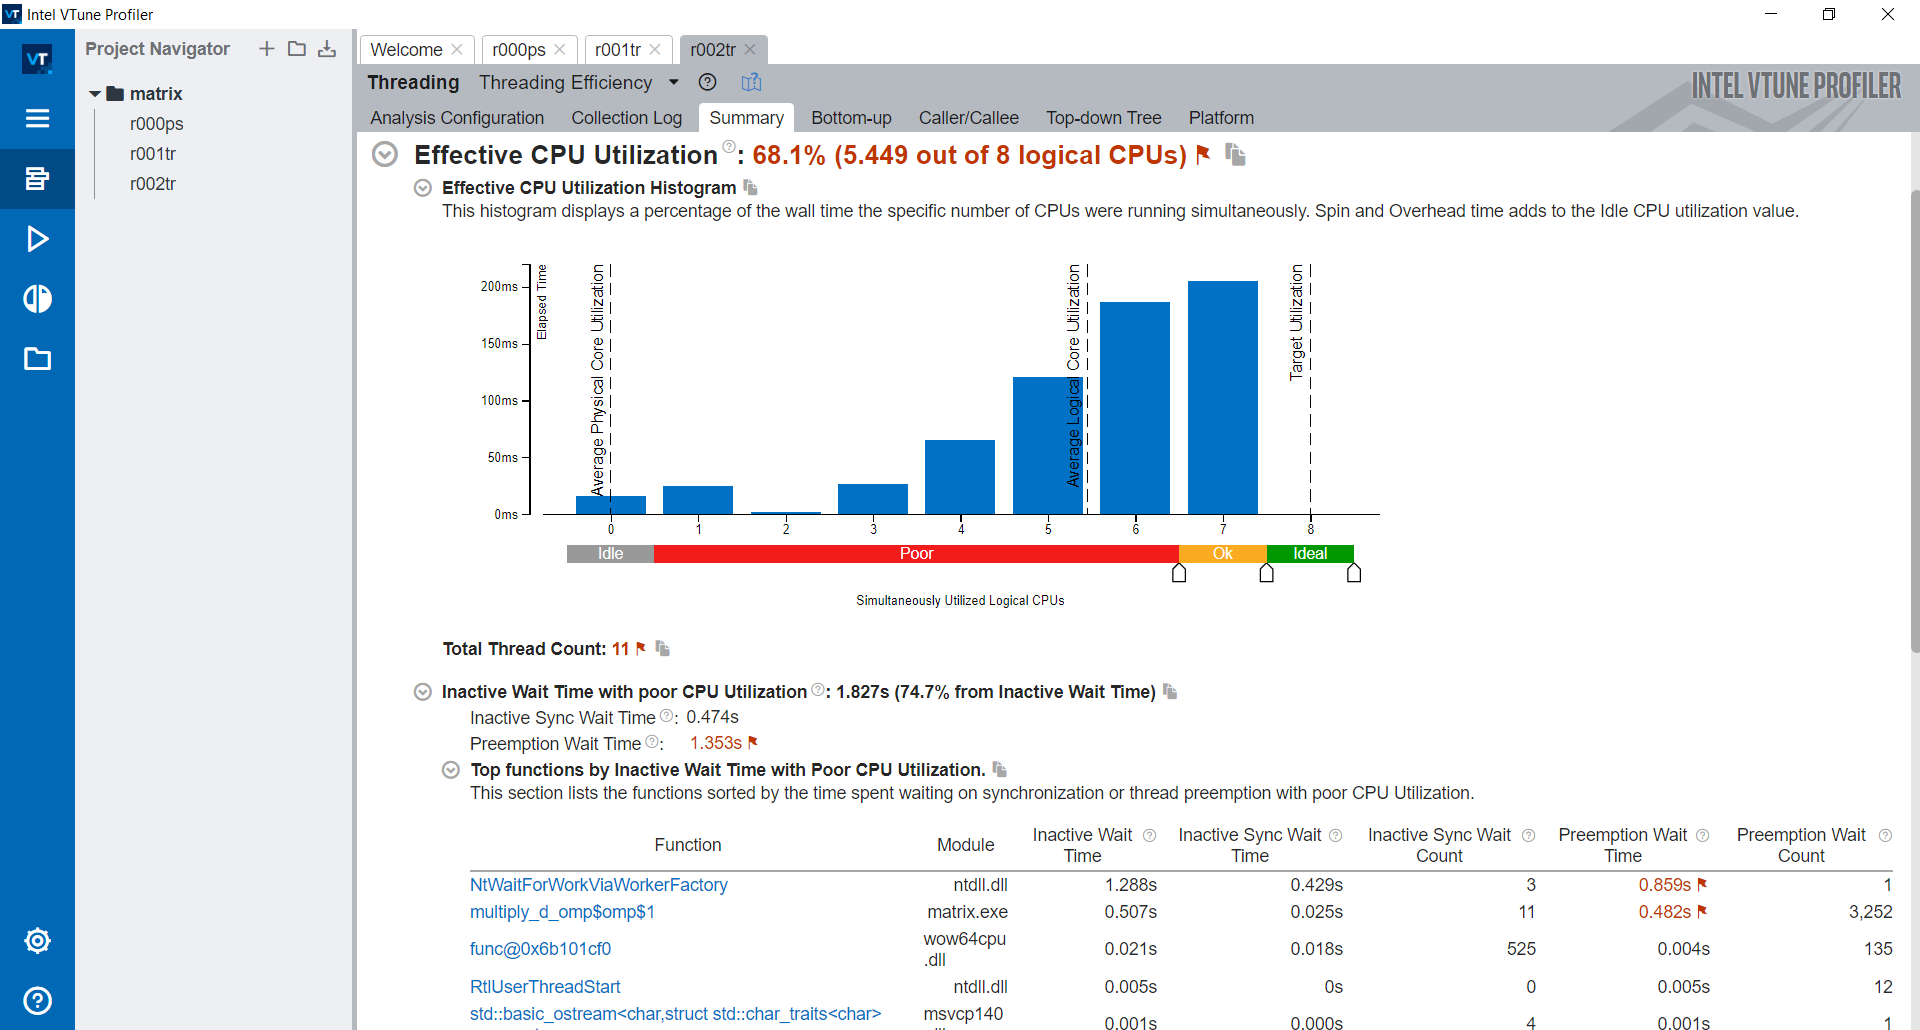 Intel VTune Profiler
Project Navigator
matrix
r000ps
r001tr
r002tr
Welcome
r000ps
r001tr
r002tr
Threading Threading Efficiency
INTEL VTUNE PROFILER
Analysis Configuration Collection Log Summary Bottom-up Caller/Callee Top-down Tree Platform
Effective CPU Utilization: 68.1% (5.449 out of 8 logical CPUs)
Effective CPU Utilization Histogram
This histogram displays a percentage of the wall time the specific number of CPUs were running simultaneously. Spin and Overhead time adds to the Idle CPU utilization value.
Elapsed Time
200ms
150ms
100ms
50ms
0ms
Average Physical Core Utilization
Average Logical Core Utilization
Target Utilization
0 1 2 3 4 5 6 7 8
Idle Poor Ok Ideal
Simultaneously Utilized Logical CPUs
Total Thread Count: 11
Inactive Wait Time with poor CPU Utilization: 1.827s (74.7% from Inactive Wait Time)
Inactive Sync Wait Time: 0.474s
Preemption Wait Time: 1.353s
Top functions by Inactive Wait Time with Poor CPU Utilization.
This section lists the functions sorted by the time spent waiting on synchronization or thread preemption with poor CPU Utilization.
Function Module Inactive Wait Time Inactive Sync Wait Time Inactive Sync Wait Count Preemption Wait Time Preemption Wait Count
NtWaitForWorkViaWorkerFactory ntdll.dll 1.288s 0.429s 3 0.859s 1
multiply_d_omp$omp$1 matrix.exe 0.507s 0.025s 11 0.482s 3,252
func@0x6b101cf0 wow64cpu.dll 0.021s 0.018s 525 0.004s 135
RtlUserThreadStart ntdll.dll 0.005s 0s 0 0.005s 12
std::basic_ostream<char,struct std::char_traits<char> msvcp140 0.001s 0.000s 4 0.001s 1